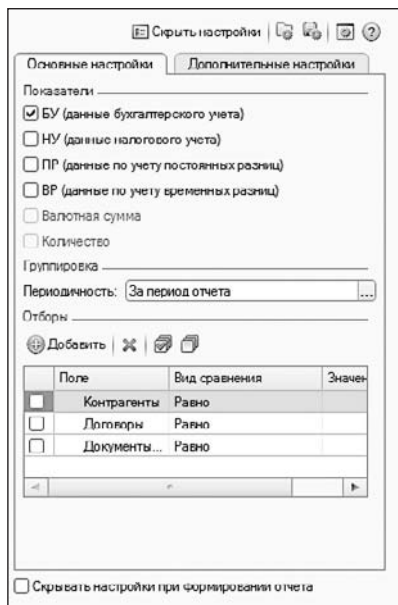 Скрыть настройки
Основные настройки Дополнительные настройки
Показатели
БУ (данные бухгалтерского учета)
НУ (данные налогового учета)
ПР (данные по учету постоянных разниц)
ВР (данные по учету временных разниц)
Валютная сумма
Количество
Группировка
Периодичность: За период отчета ...
Отборы
Добавить
Поле Вид сравнения Значен
Контрагенты Равно
Договоры Равно
Документы... Равно
Скрывать настройки при формировании отчета